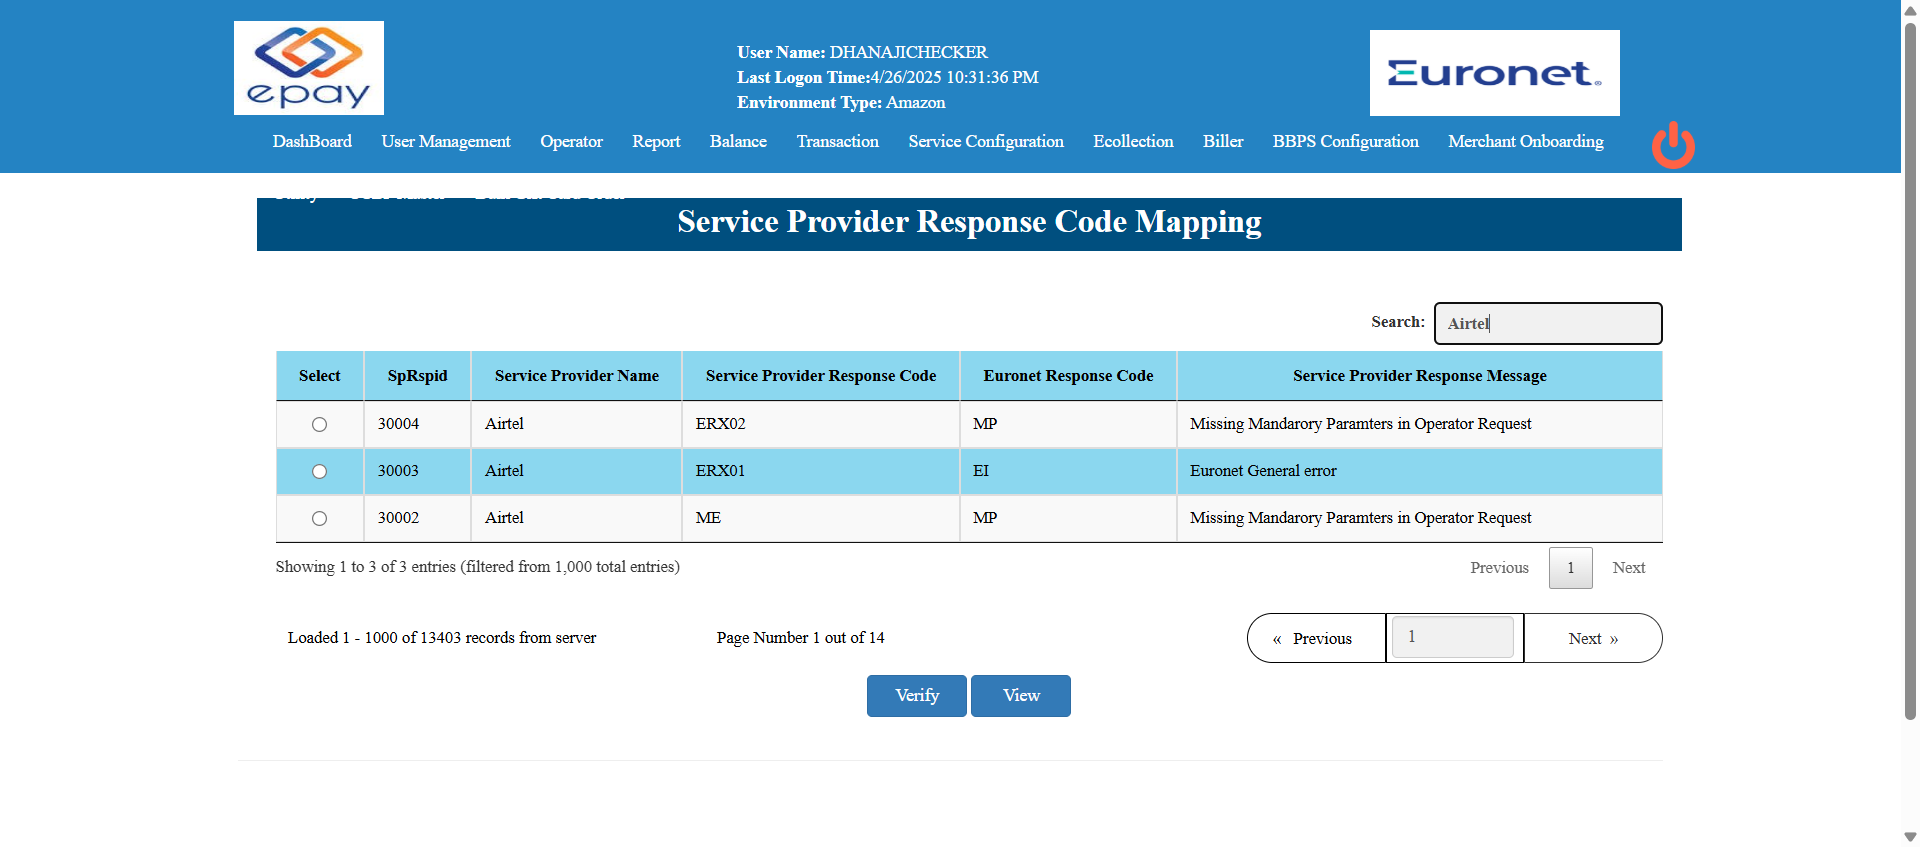 epay
User Name: DHANAJICHECKER
Last Logon Time:4/26/2025 10:31:36 PM
Environment Type: Amazon
Euronet®
DashBoard User Management Operator Report Balance Transaction Service Configuration Ecollection Biller BBPS Configuration Merchant Onboarding
Service Provider Response Code Mapping
Search: Airtel
Select SpRspid Service Provider Name Service Provider Response Code Euronet Response Code Service Provider Response Message
30004 Airtel ERX02 MP Missing Mandarory Paramters in Operator Request
30003 Airtel ERX01 EI Euronet General error
30002 Airtel ME MP Missing Mandarory Paramters in Operator Request
Showing 1 to 3 of 3 entries (filtered from 1,000 total entries) Previous 1 Next
Loaded 1 - 1000 of 13403 records from server Page Number 1 out of 14 « Previous 1 Next »
Verify View